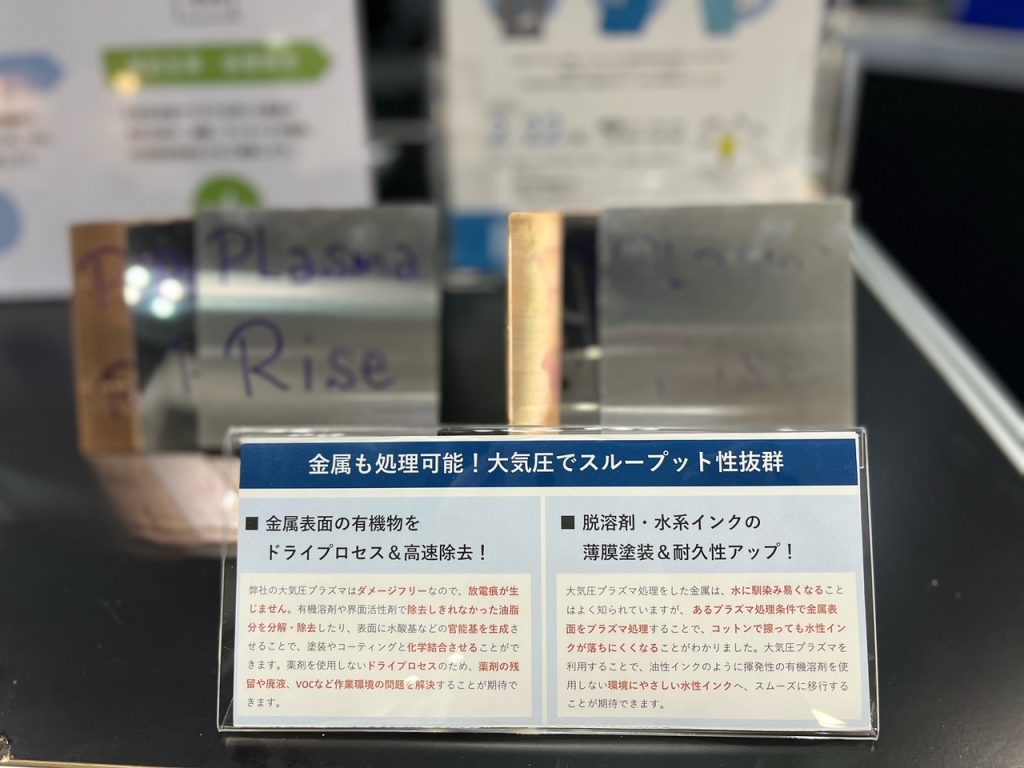 Plasma
Rise
金属も処理可能！大気圧でスループット性抜群
■ 金属表面の有機物を
ドライプロセス＆高速除去！
弊社の大気圧プラズマはダメージフリーなので、放電痕が生
じません。有機溶剤や界面活性剤で除去しきれなかった油脂
分を分解・除去したり、表面に水酸基などの官能基を生成さ
せることで、塗装やコーティングと化学結合させることがで
きます。薬剤を使用しないドライプロセスのため、薬剤の残
留や廃液、VOCなど作業環境の問題を解決することが期待で
きます。
■ 脱溶剤・水系インクの
薄膜塗装＆耐久性アップ！
大気圧プラズマ処理をした金属は、水に馴染み易くなること
はよく知られていますが、あるプラズマ処理条件で金属表
面をプラズマ処理することで、コットンで擦っても水性イン
クが落ちにくくなることがわかりました。大気圧プラズマを
利用することで、油性インクのように揮発性の有機溶剤を使
用しない環境にやさしい水性インクへ、スムーズに移行する
ことが期待できます。